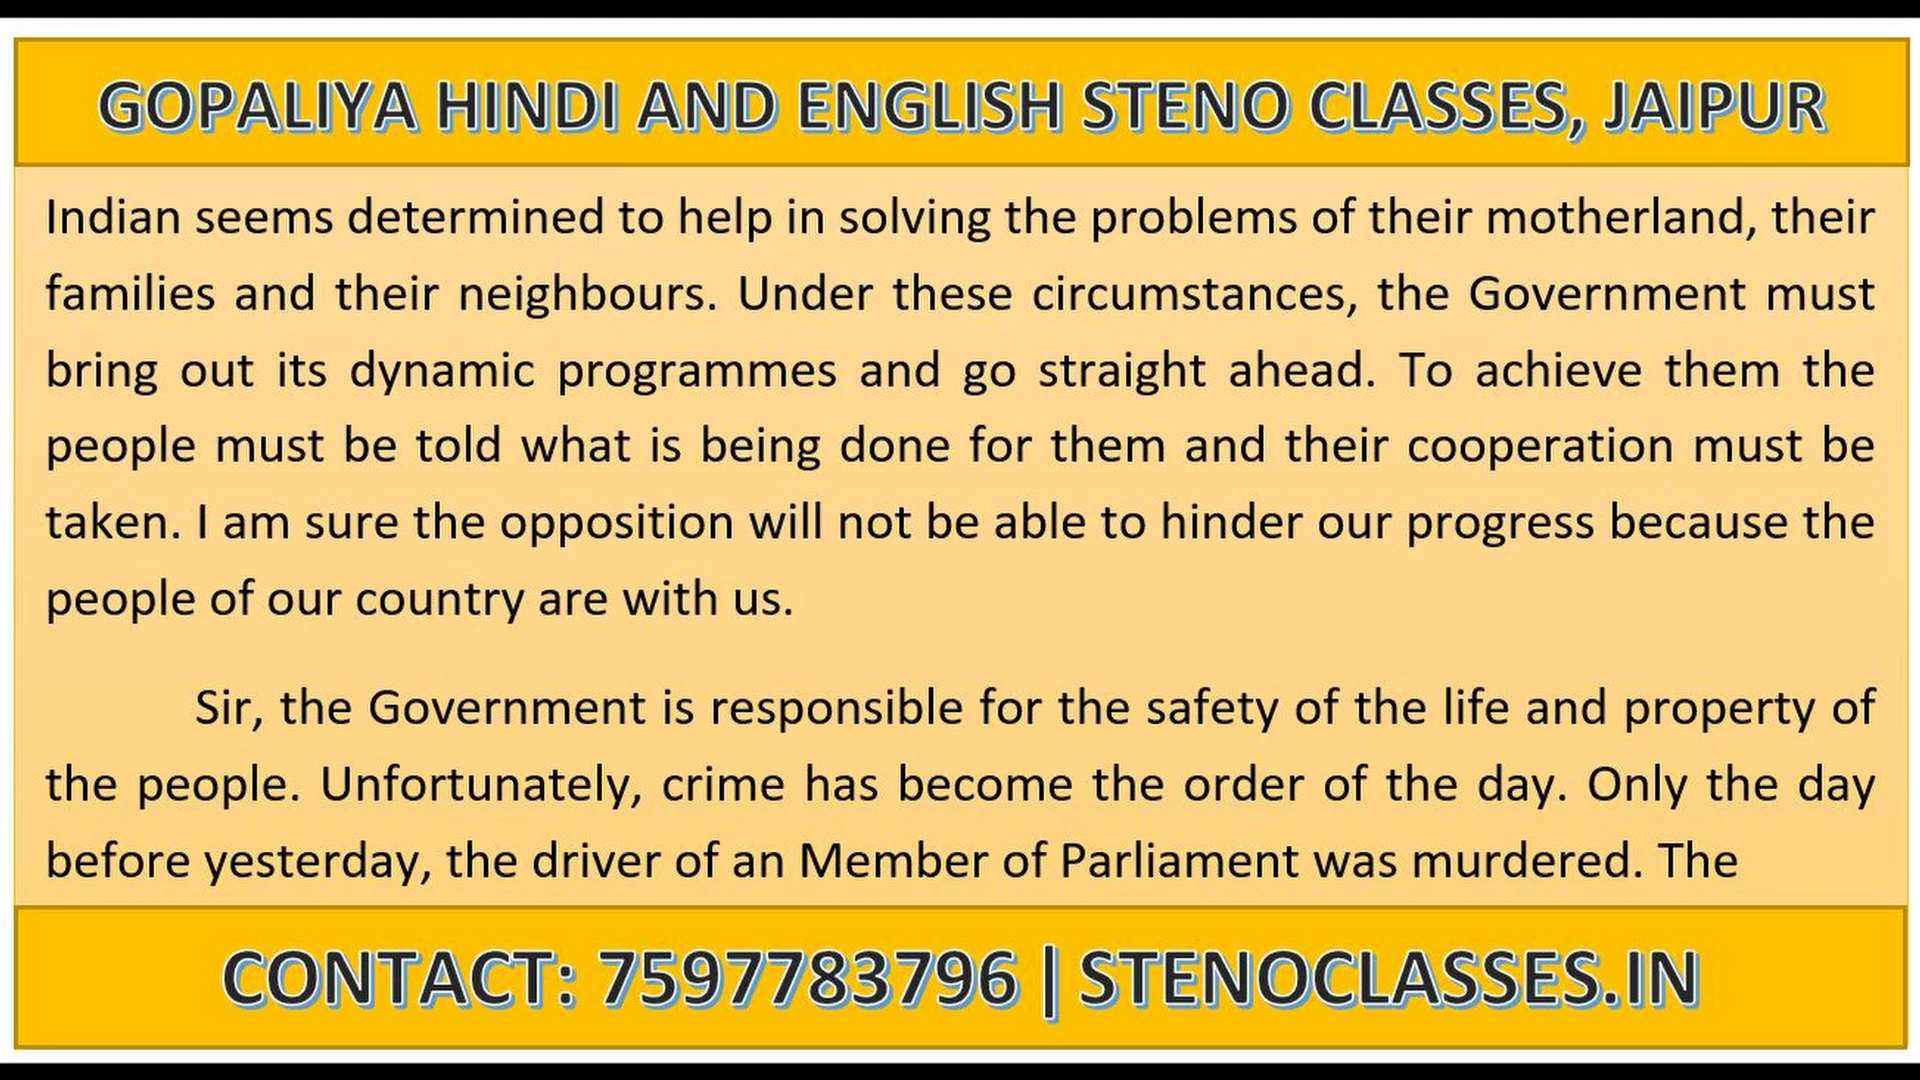 GOPALIYA HINDI AND ENGLISH STENO CLASSES, JAIPUR
Indian seems determined to help in solving the problems of their motherland, their
families and their neighbours. Under these circumstances, the Government must
bring out its dynamic programmes and go straight ahead. To achieve them the
people must be told what is being done for them and their cooperation must be
taken. I am sure the opposition will not be able to hinder our progress because the
people of our country are with us.
Sir, the Government is responsible for the safety of the life and property of
the people. Unfortunately, crime has become the order of the day. Only the day
before yesterday, the driver of an Member of Parliament was murdered. The
CONTACT: 7597783796 | STENOCLASSES.IN